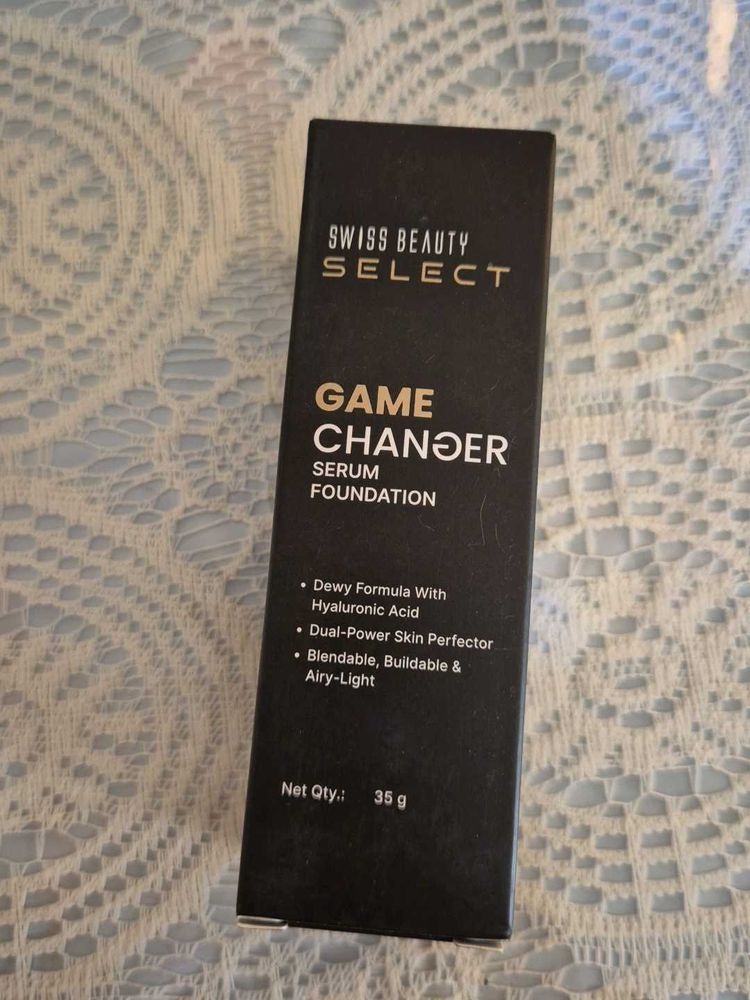 SWISS BEAUTY
SELECT
GAME
CHANGER
SERUM
FOUNDATION
• Dewy Formula With
Hyaluronic Acid
• Dual-Power Skin Perfector
• Blendable, Buildable &
Airy-Light
Net Qty.: 35 g